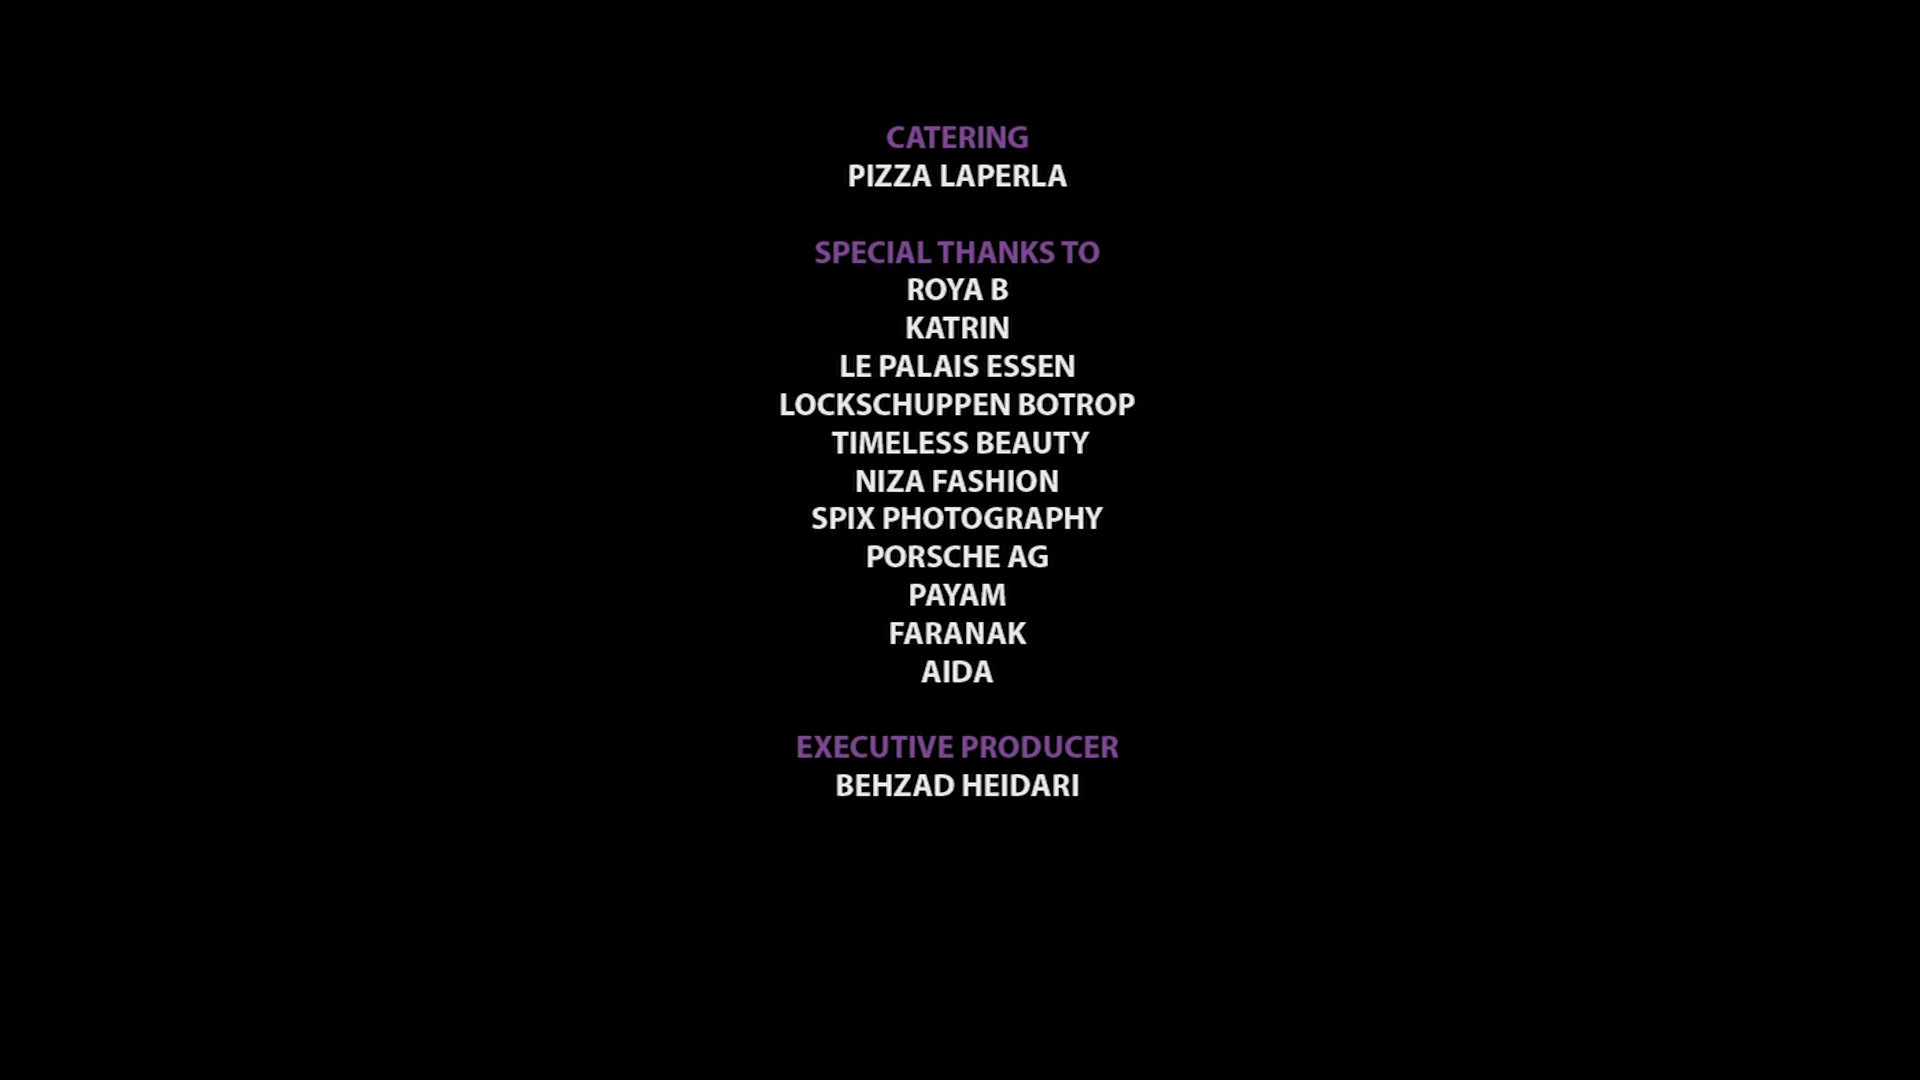 CATERING
PIZZA LAPERLA
SPECIAL THANKS TO
ROYA B
KATRIN
LE PALAIS ESSEN
LOCKSCHUPPEN BOTROP
TIMELESS BEAUTY
NIZA FASHION
SPIX PHOTOGRAPHY
PORSCHE AG
PAYAM
FARANAK
AIDA
EXECUTIVE PRODUCER
BEHZAD HEIDARI